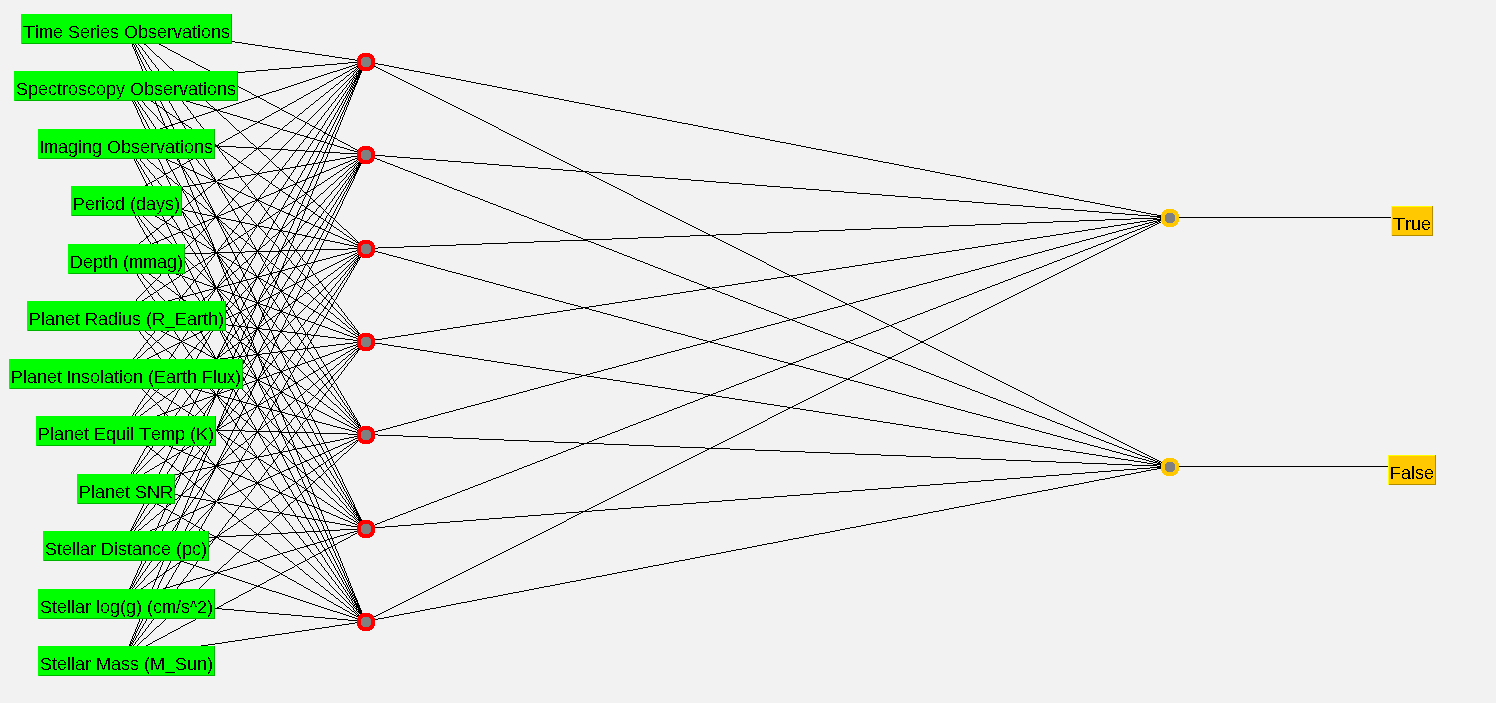 Time Series Observations
Spectroscopy Observations
Imaging Observations
Period (days)
Depth (mmag)
Planet Radius (R_Earth)
Planet Insolation (Earth Flux)
Planet Equil Temp (K)
Planet SNR
Stellar Distance (pc)
Stellar log(g) (cm/s^2)
Stellar Mass (M_Sun)
True
False